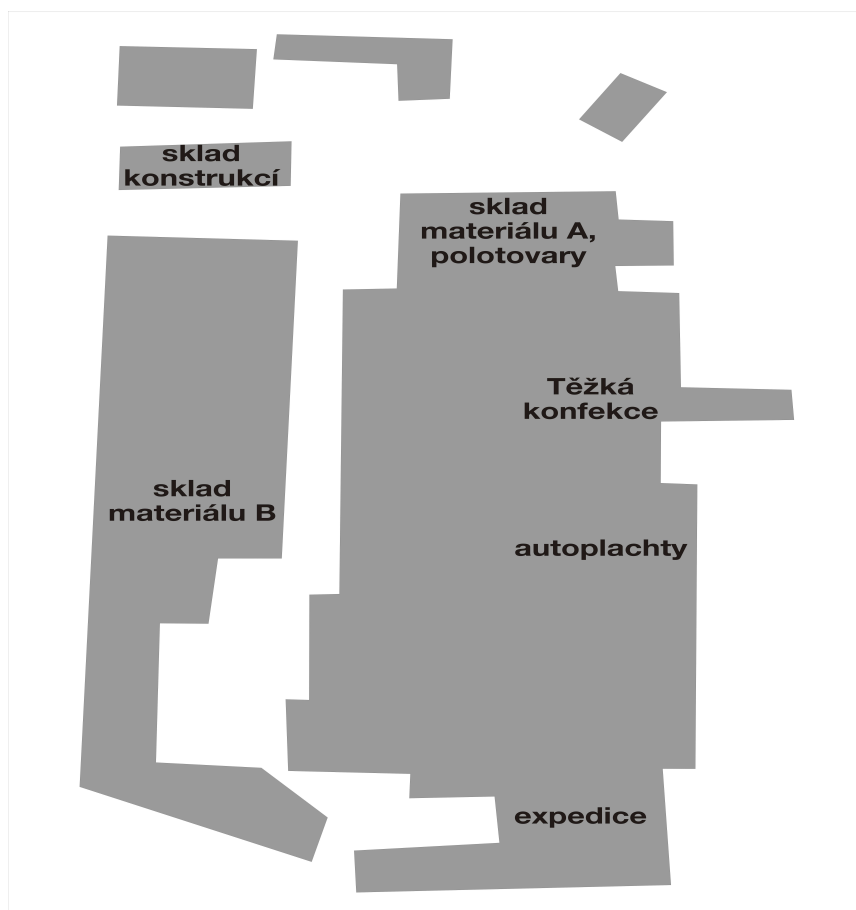 sklad
konstrukcí
sklad
materiálu A,
polotovary
Těžká
konfekce
sklad
materiálu B
autoplachty
expedice